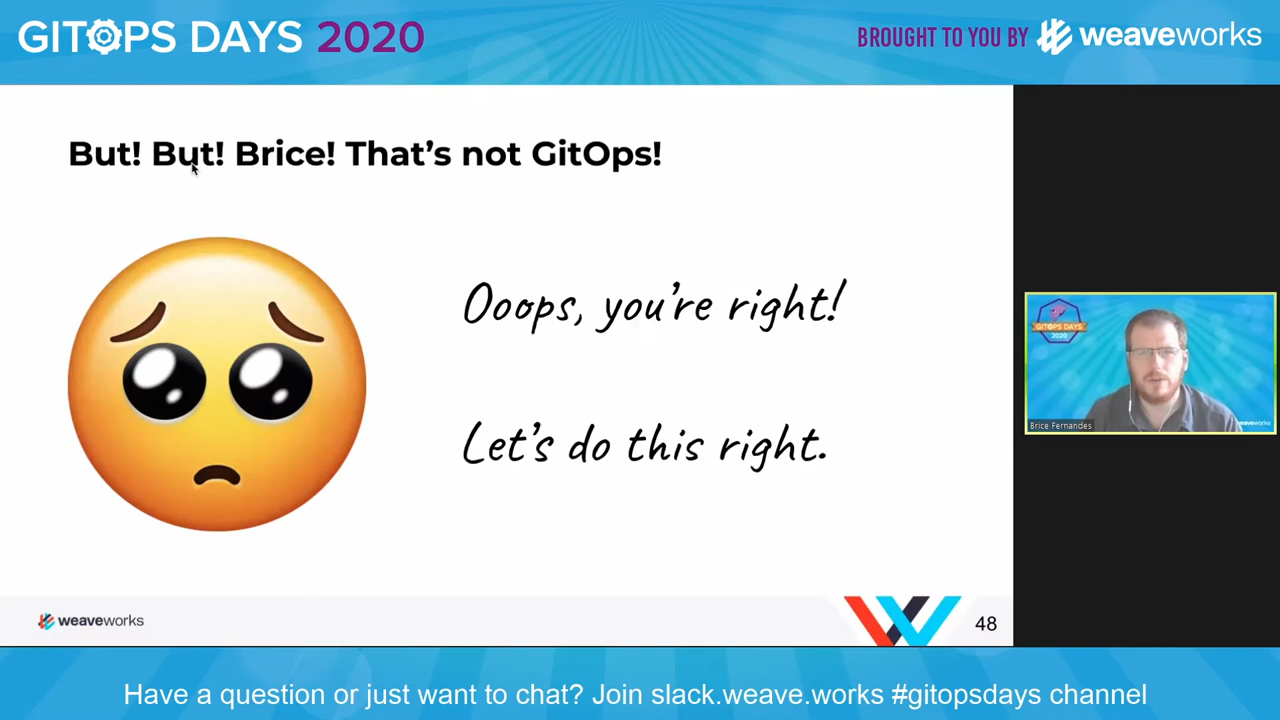 GITOPS DAYS 2020
BROUGHT TO YOU BY weaveworks
But! But! Brice! That's not GitOps!
Ooops, you're right!
Let's do this right.
GITOPS DAYS
2020
Brice Fernandes
weaveworks
weaveworks
48
Have a question or just want to chat? Join slack.weave.works #gitopsdays channel